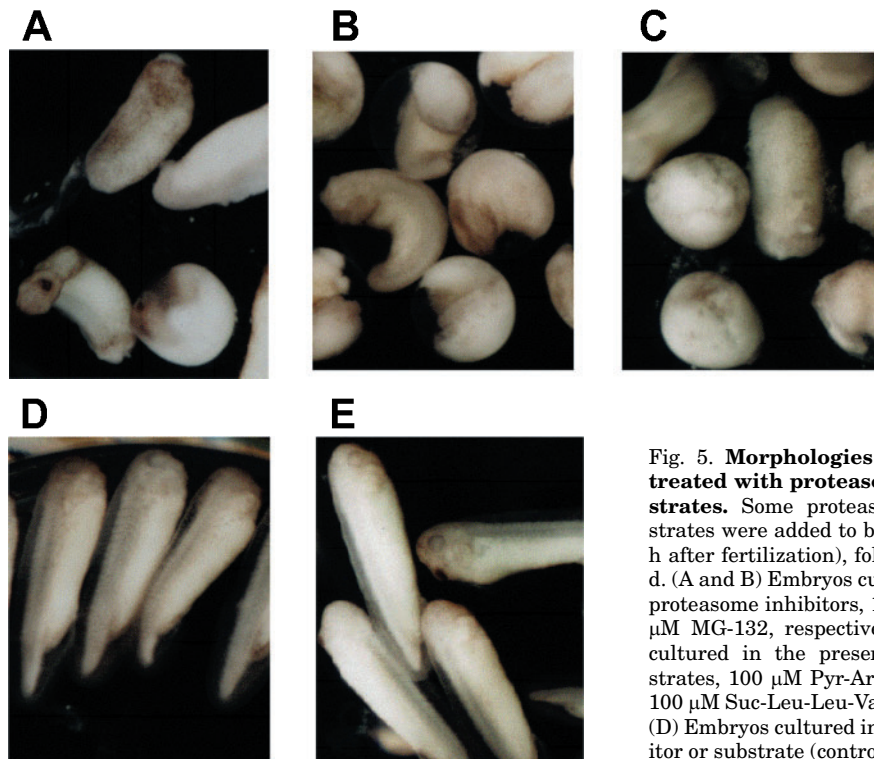 A
B
C
D
E
Fig. 5. Morphologies
treated with protease
strates. Some proteas
strates were added to b
h after fertilization), fol
d. (A and B) Embryos cu
proteasome inhibitors, 1
μM MG-132, respective
cultured in the presen
strates, 100 μM Pyr-Ar
100 μM Suc-Leu-Leu-Va
(D) Embryos cultured in
itor or substrate (contro